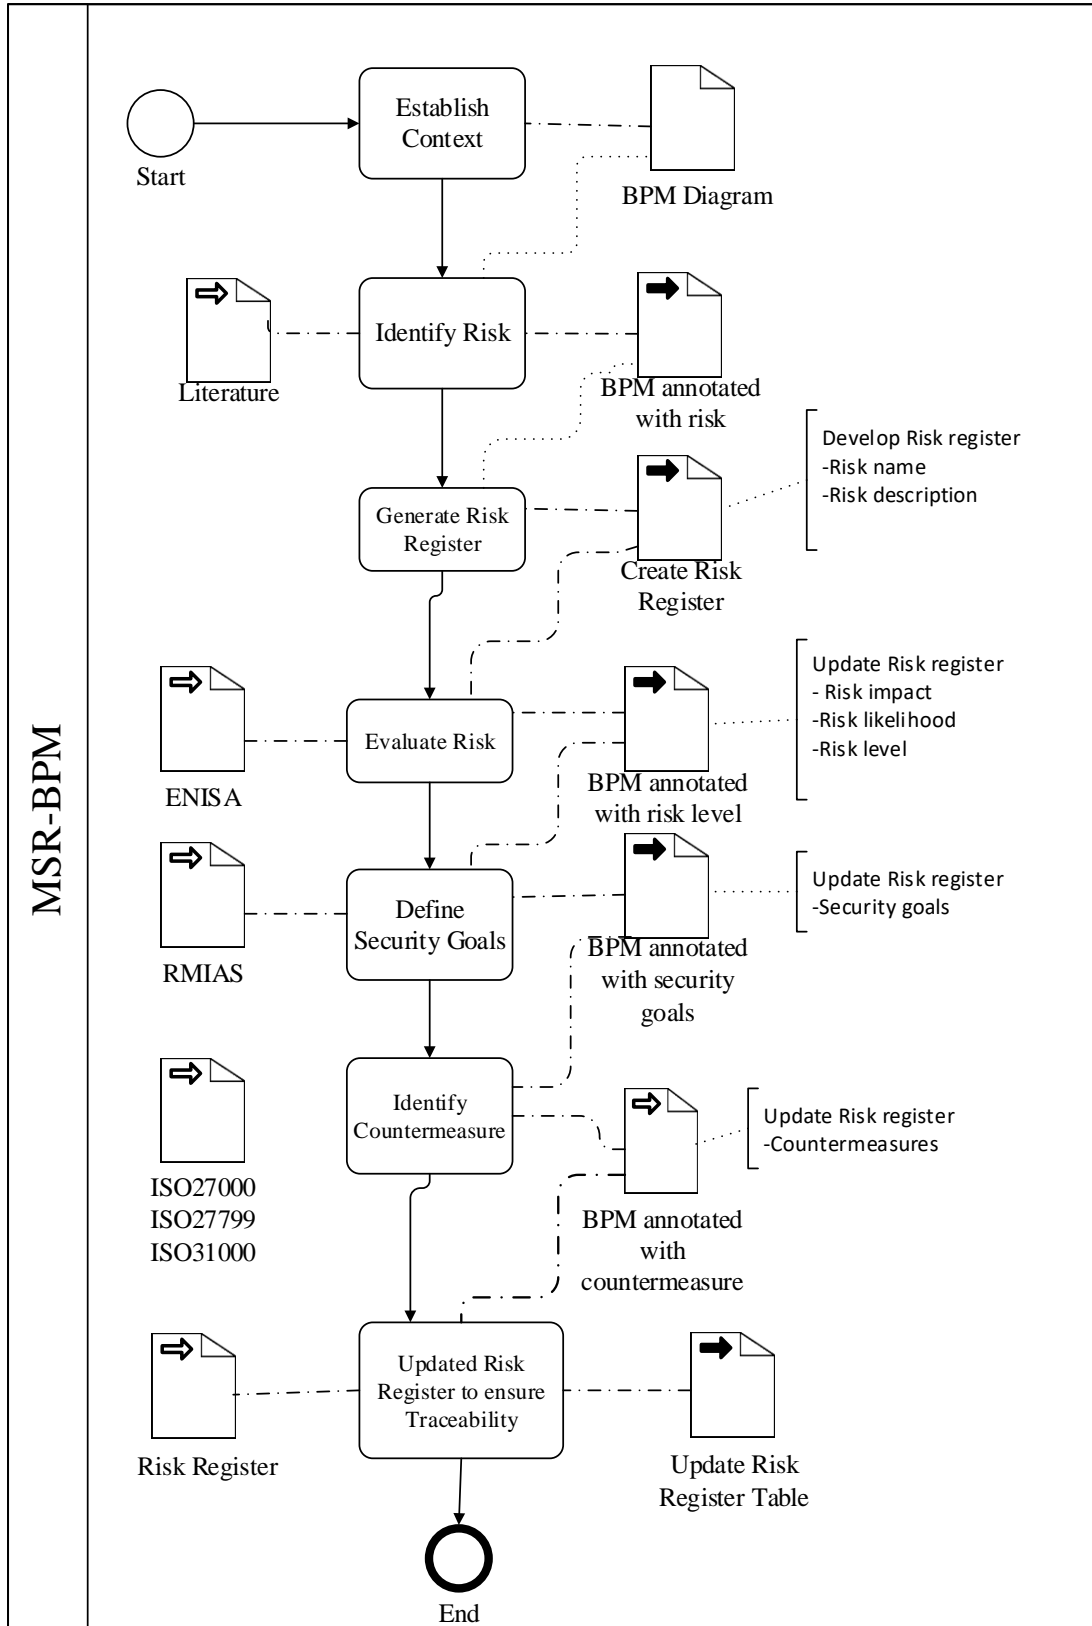 MSR-BPM
Establish
Context
Start
BPM Diagram
Identify Risk
Literature
BPM annotated
with risk
Develop Risk register
-Risk name
-Risk description
Generate Risk
Register
Create Risk
Register
Update Risk register
- Risk impact
-Risk likelihood
-Risk level
Evaluate Risk
ENISA
BPM annotated
with risk level
Update Risk register
-Security goals
Define
Security Goals
RMIAS
BPM annotated
with security
goals
Identify
Countermeasure
Update Risk register
-Countermeasures
ISO27000
ISO27799
ISO31000
BPM annotated
with
countermeasure
Updated Risk
Register to ensure
Traceability
Risk Register
Update Risk
Register Table
End